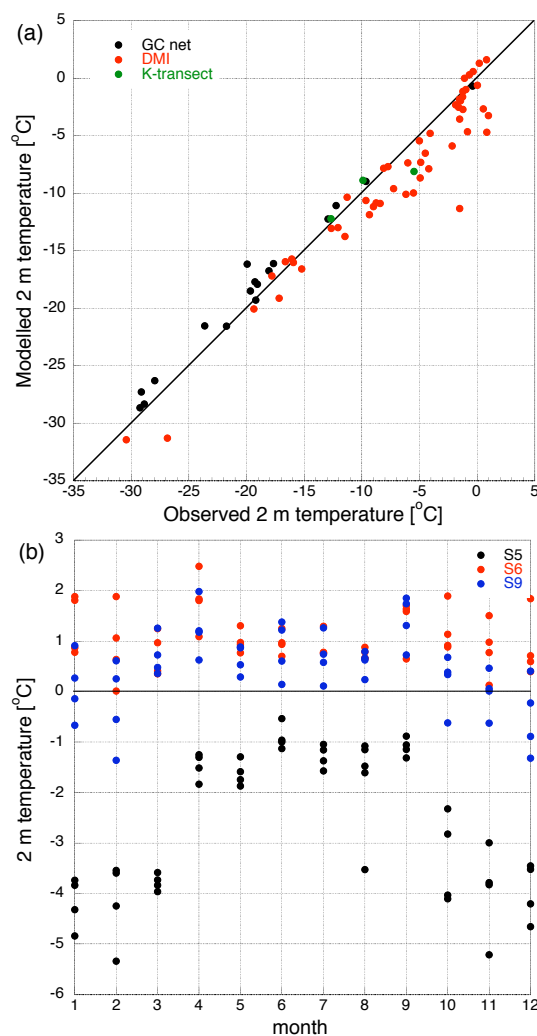 (a)
GC net
DMI
K-transect
Modelled 2 m temperature [°C]
5
0
-5
-10
-15
-20
-25
-30
-35
-35 -30 -25 -20 -15 -10 -5 0 5
Observed 2 m temperature [°C]
(b)
S5
S6
S9
2 m temperature [°C]
3
2
1
0
-1
-2
-3
-4
-5
-6
1 2 3 4 5 6 7 8 9 10 11 12
month